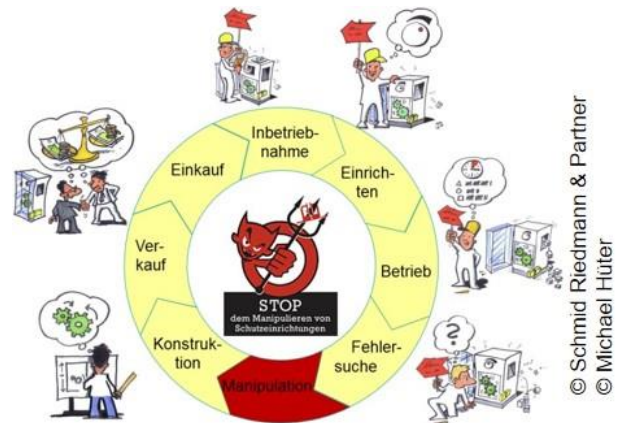 Inbetrieb-
nahme
Einrich-
ten
Betrieb
Fehler-
suche
Manipulation
Konstruk-
tion
Ver-
kauf
Einkauf
STOP
dem Manipulieren von
Schutzeinrichtungen
?
© Schmid Riedmann & Partner
© Michael Hüter